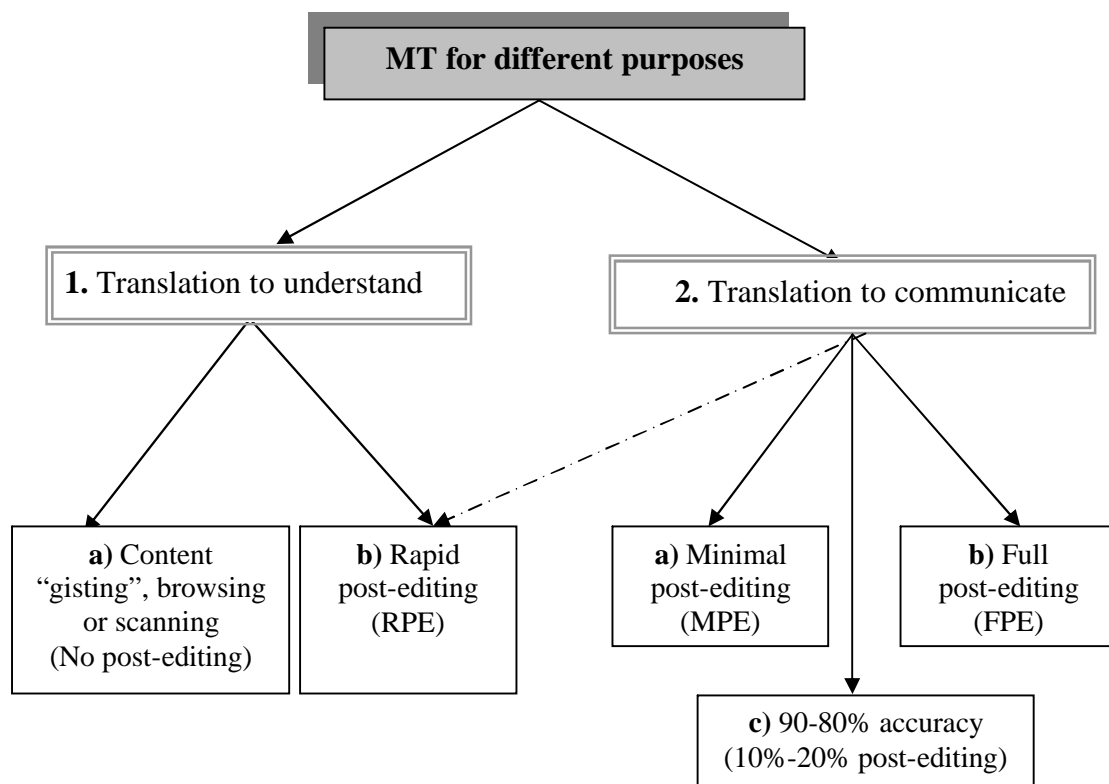 MT for different purposes
1. Translation to understand
2. Translation to communicate
a) Content
“gisting”, browsing
or scanning
(No post-editing)
b) Rapid
post-editing
(RPE)
a) Minimal
post-editing
(MPE)
b) Full
post-editing
(FPE)
c) 90-80% accuracy
(10%-20% post-editing)